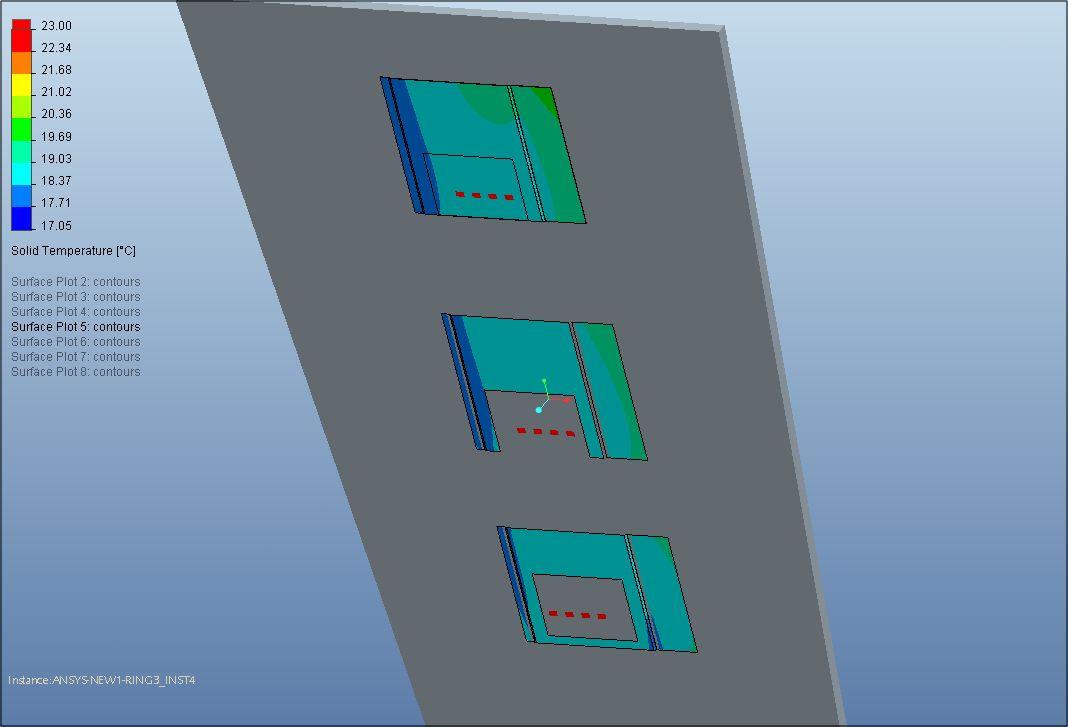 23.00
22.34
21.68
21.02
20.36
19.69
19.03
18.37
17.71
17.05
Solid Temperature [°C]
Surface Plot 2: contours
Surface Plot 3: contours
Surface Plot 4: contours
Surface Plot 5: contours
Surface Plot 6: contours
Surface Plot 7: contours
Surface Plot 8: contours
Instance:ANSYS-NEW1-RING3_INST4